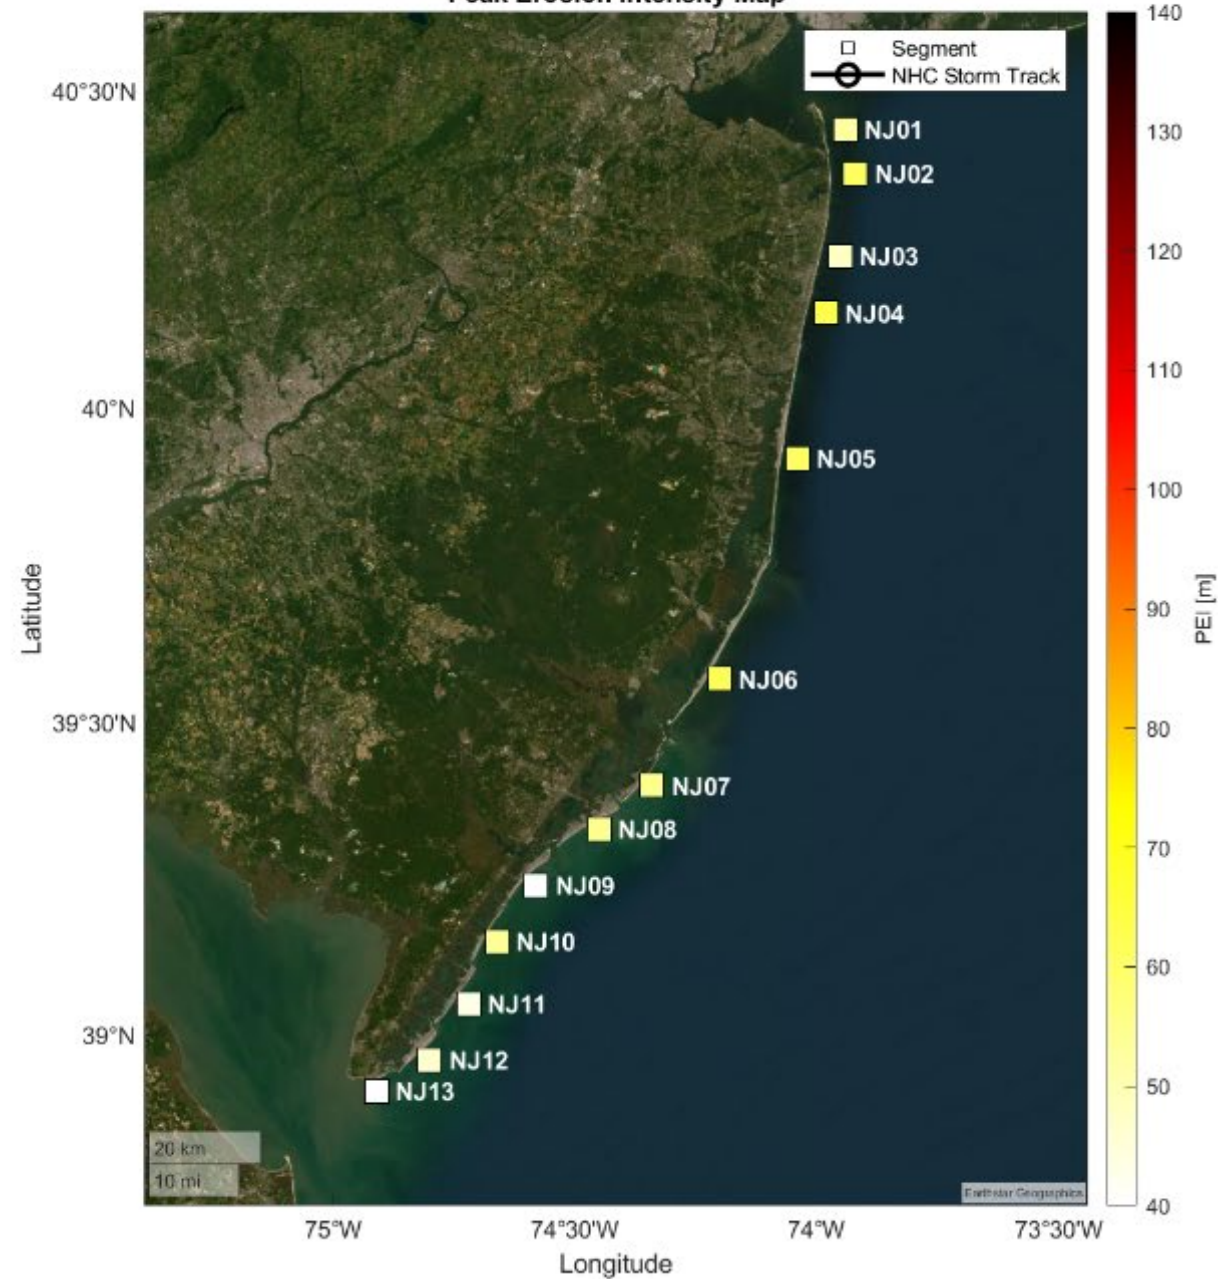 Peak Erosion Intensity Map
Segment
NHC Storm Track
140
130
120
110
100
90
80
70
60
50
40
PEI [m]
40°30'N
40°N
39°30'N
39°N
Latitude
NJ01
NJ02
NJ03
NJ04
NJ05
NJ06
NJ07
NJ08
NJ09
NJ10
NJ11
NJ12
NJ13
20 km
10 mi
Earthstar Geographics
75°W
74°30'W
74°W
73°30'W
Longitude